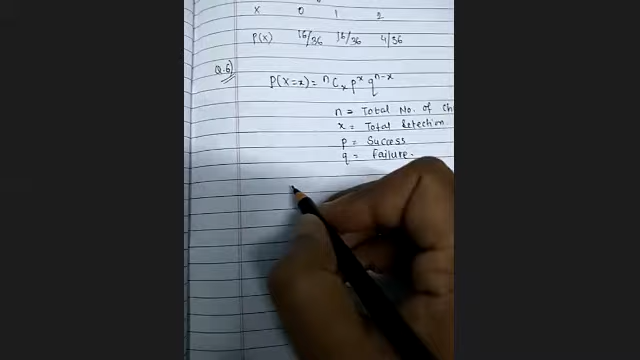 X 0 1 2
P(X) 16/36 16/36 4/36
Q.6)
P(X=x) = ⁿCₓ pˣ qⁿ⁻ˣ
n = Total No. of
x = Total
p = Success
q = Failure.